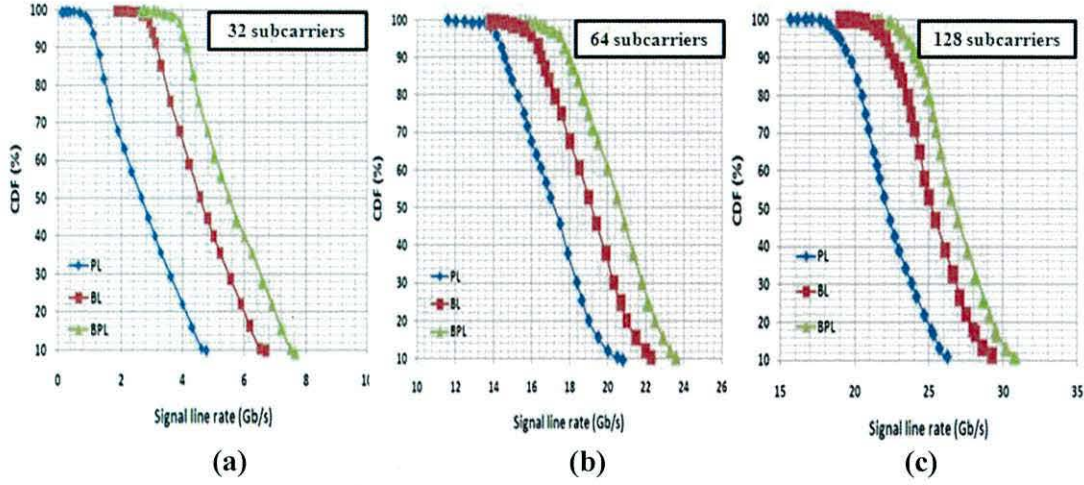 32 subcarriers
100
90
80
70
60
50
40
30
20
10
CDF (%)
PL
BL
BPL
0 2 4 6 8 10
Signal line rate (Gb/s)
(a)
64 subcarriers
100
90
80
70
60
50
40
30
20
10
CDF (%)
PL
BL
BPL
10 12 14 16 18 20 22 24 26
Signal line rate (Gb/s)
(b)
128 subcarriers
100
90
80
70
60
50
40
30
20
10
CDF (%)
PL
BL
BPL
15 20 25 30 35
Signal line rate (Gb/s)
(c)